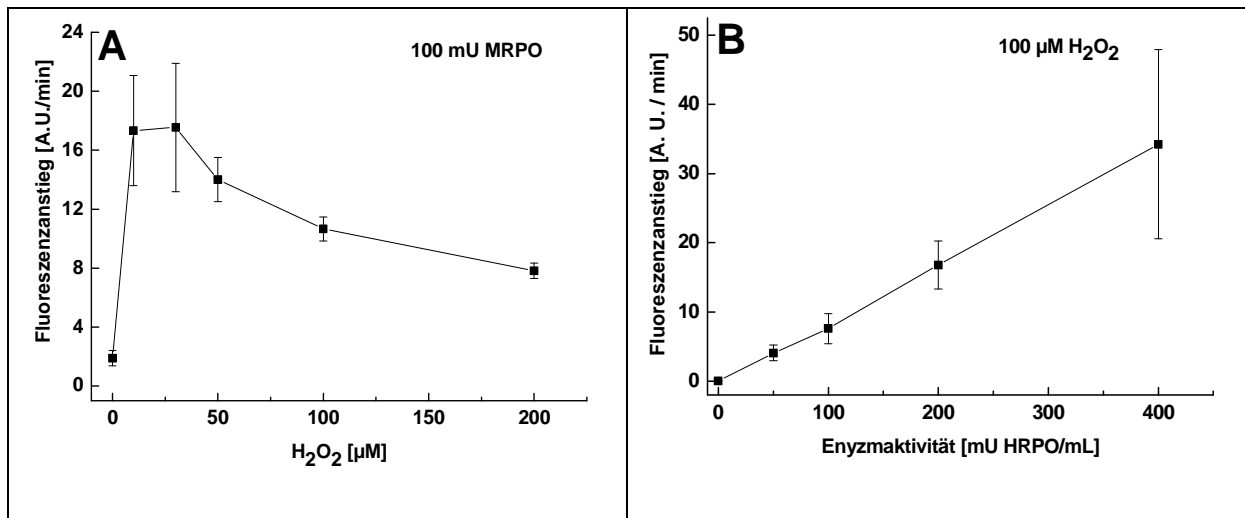 A
100 mU MRPO
Fluoreszenzanstieg [A.U./min]
24
20
16
12
8
4
0
0 50 100 150 200
H₂O₂ [µM]
B
100 µM H₂O₂
Fluoreszenzanstieg [A. U. / min]
50
40
30
20
10
0
0 100 200 300 400
Enyzmaktivität [mU HRPO/mL]